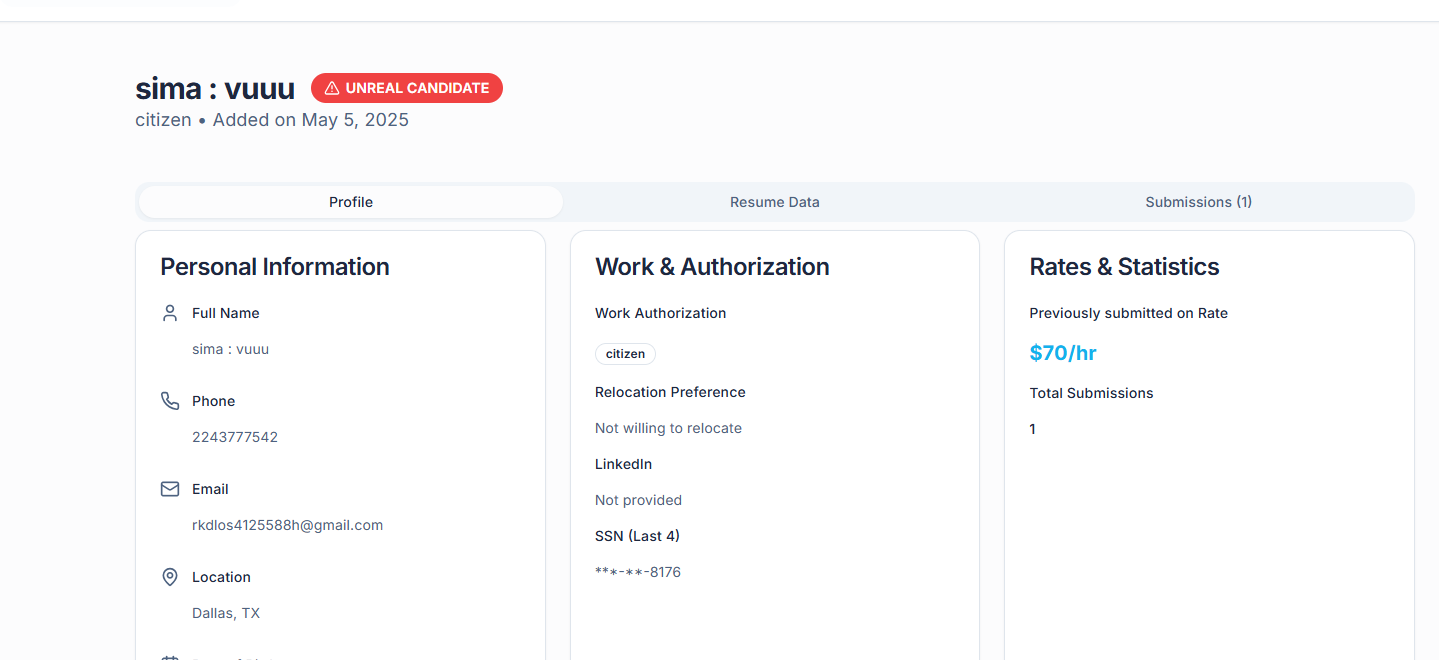 sima : vuuu
UNREAL CANDIDATE
citizen • Added on May 5, 2025
Profile
Resume Data
Submissions (1)
Personal Information
Full Name
sima : vuuu
Phone
2243777542
Email
rkdlos4125588h@gmail.com
Location
Dallas, TX
Work & Authorization
Work Authorization
citizen
Relocation Preference
Not willing to relocate
LinkedIn
Not provided
SSN (Last 4)
***-**-8176
Rates & Statistics
Previously submitted on Rate
$70/hr
Total Submissions
1